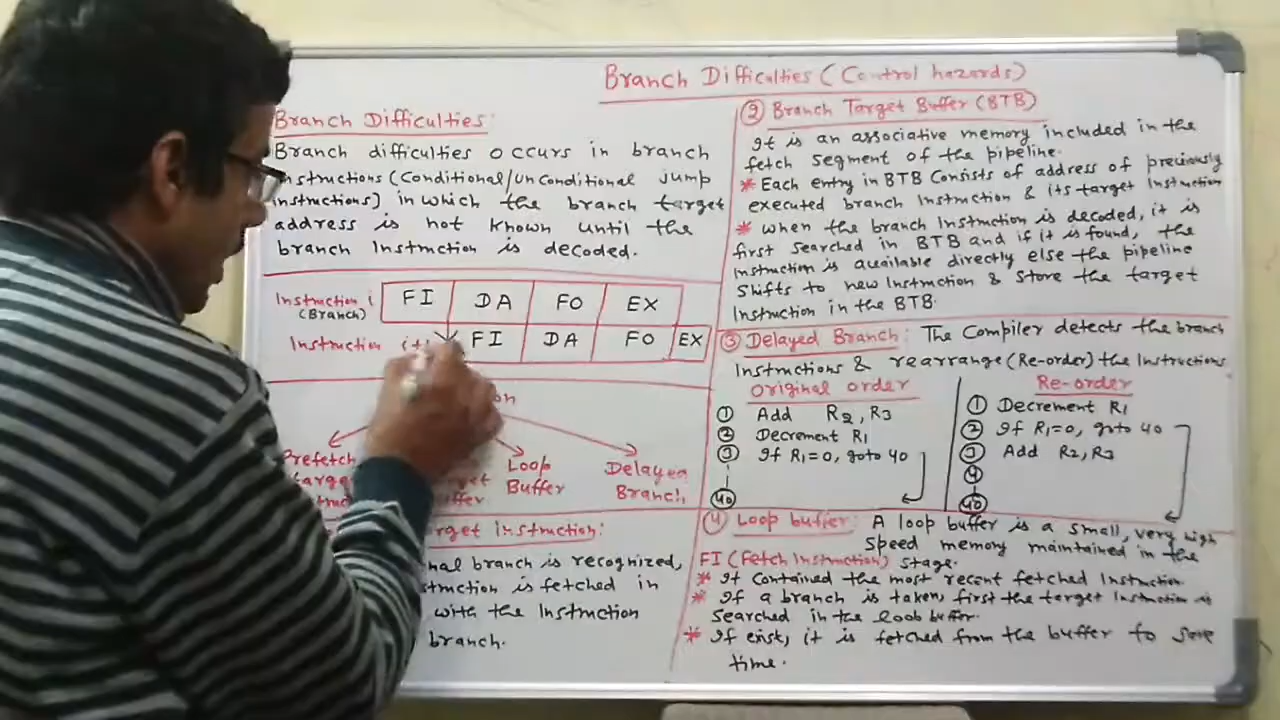 Branch Difficulties (Control hazards)
Branch Difficulties:
Branch difficulties occurs in branch
instructions (Conditional/Unconditional jump
instructions) in which the branch target
address is not known until the
branch Instruction is decoded.
Instruction i
(Branch)
FI DA FO EX
Instruction
FI DA FO EX
Prefetch
Loop
Buffer
Delayed
Branch
rget instruction:
nal branch is recognized,
struction is fetched in
with the Instruction
branch.
② Branch Target Buffer (BTB)
It is an associative memory included in the
fetch segment of the pipeline.
* Each entry in BTB Consists of address of previously
executed branch Instruction & its target Instruction
* when the branch Instruction is decoded, it is
first searched in BTB and if it is found, the
Instruction is available directly else the pipeline
shifts to new Instruction & store the target
Instruction in the BTB.
③ Delayed Branch: The Compiler detects the branch
Instructions & rearrange (Re-order) the Instructions.
Original order
① Add R2, R3
② Decrement R1
③ If R1=0, goto 40
40
Re-order
① Decrement R1
② If R1=0, goto 40
③ Add R2, R3
④
40
④ Loop buffer: A loop buffer is a small, very high
speed memory maintained in the
FI (Fetch Instruction) stage.
* It contained the most recent fetched Instruction
* If a branch is taken, first the target Instruction is
searched in the loob buffer.
* If exist, it is fetched from the buffer to save
time.